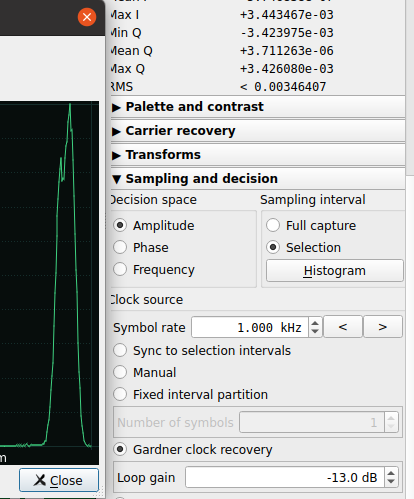 Max I +3.443467e-03
Min Q -3.423975e-03
Mean Q +3.711263e-06
Max Q +3.426080e-03
RMS < 0.00346407
Palette and contrast
Carrier recovery
Transforms
Sampling and decision
Decision space Sampling interval
Amplitude Full capture
Phase Selection
Frequency Histogram
Clock source
Symbol rate 1.000 kHz < >
Sync to selection intervals
Manual
Fixed interval partition
Number of symbols 1
Gardner clock recovery
Loop gain -13.0 dB
m
Close